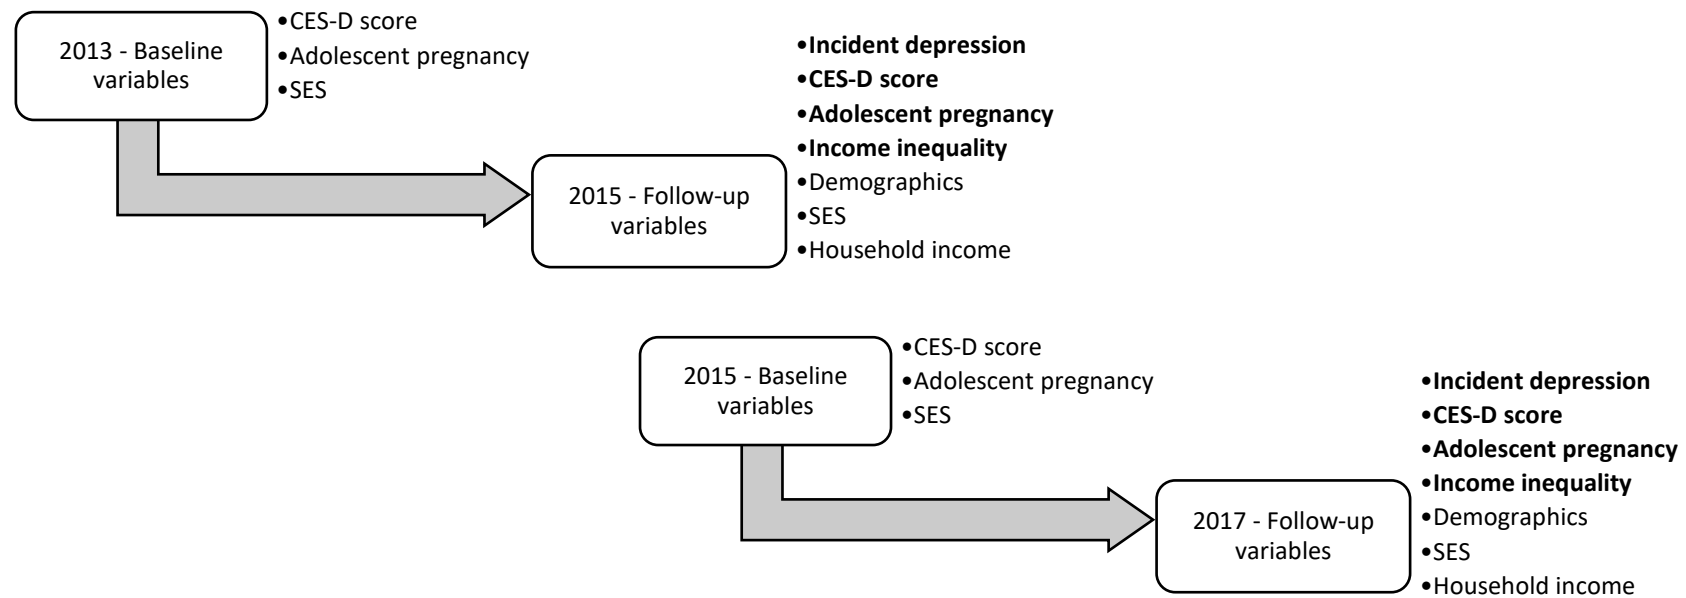 2013 - Baseline
variables
•CES-D score
•Adolescent pregnancy
•SES
2015 - Follow-up
variables
•Incident depression
•CES-D score
•Adolescent pregnancy
•Income inequality
•Demographics
•SES
•Household income
2015 - Baseline
variables
•CES-D score
•Adolescent pregnancy
•SES
2017 - Follow-up
variables
•Incident depression
•CES-D score
•Adolescent pregnancy
•Income inequality
•Demographics
•SES
•Household income